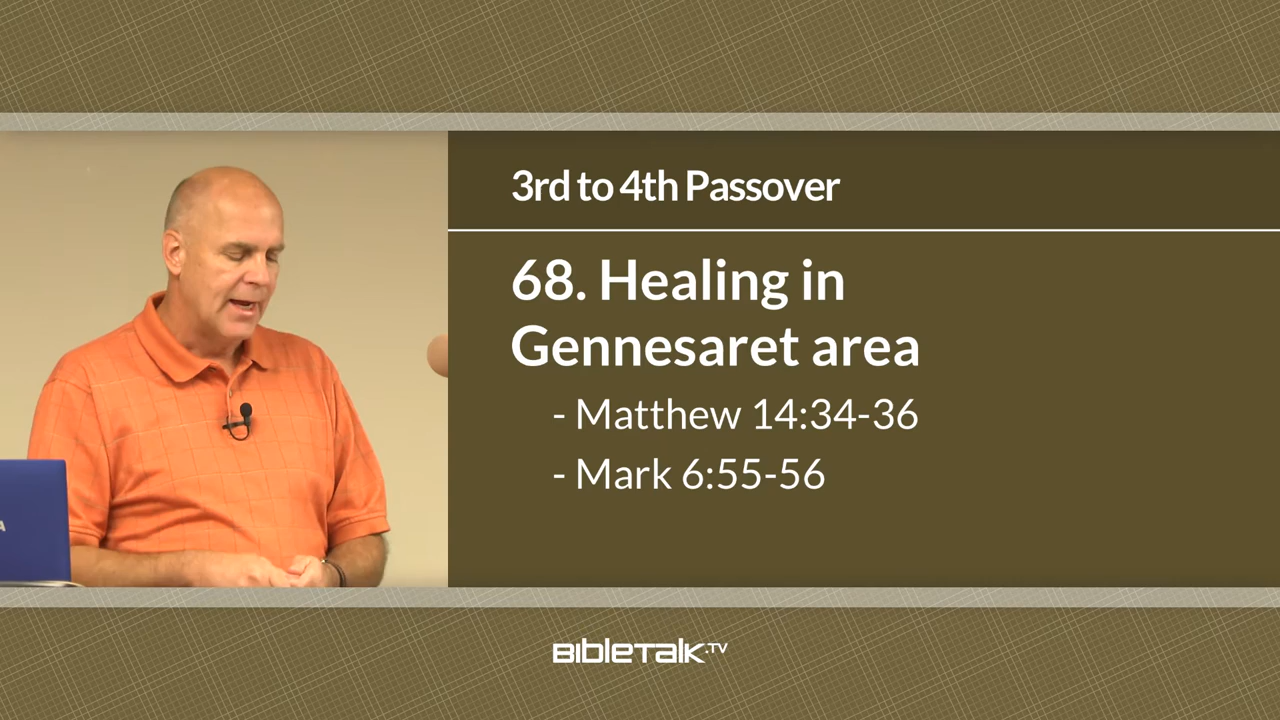 3rd to 4th Passover
68. Healing in
Gennesaret area
- Matthew 14:34-36
- Mark 6:55-56
A
BibleTalk.TV